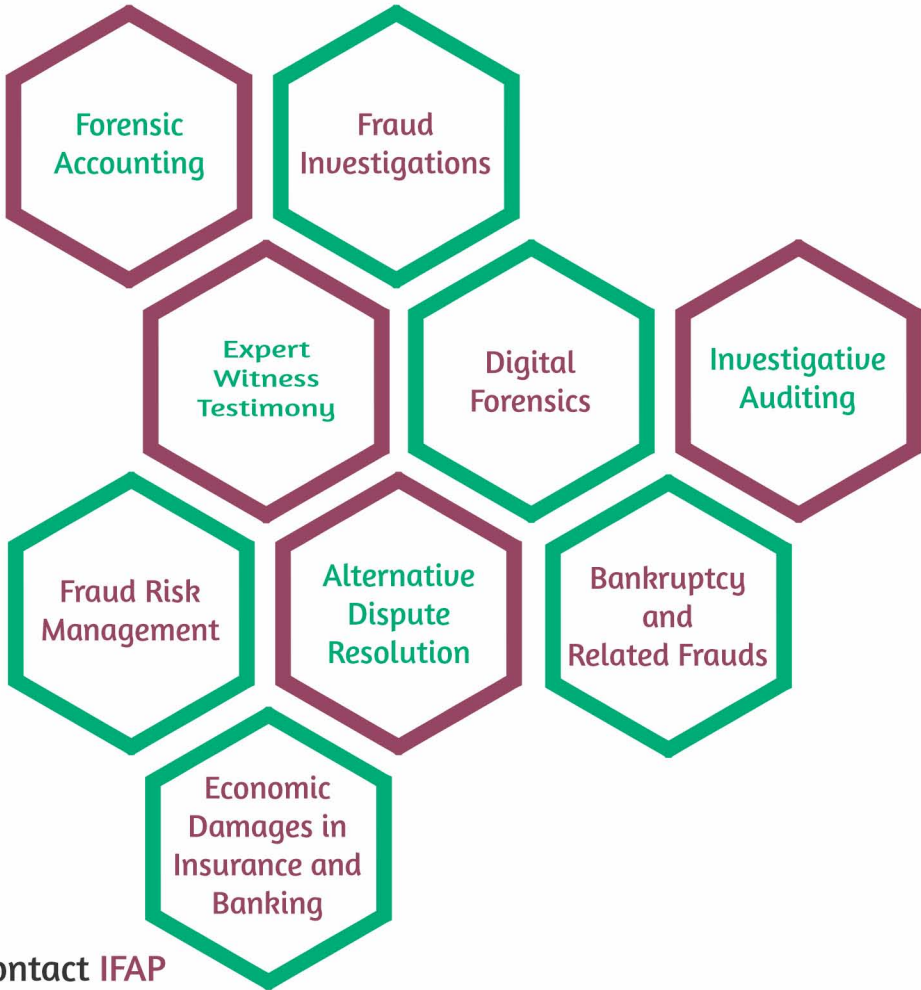 Forensic
Accounting
Fraud
Investigations
Expert
Witness
Testimony
Digital
Forensics
Investigative
Auditing
Fraud Risk
Management
Alternative
Dispute
Resolution
Bankruptcy
and
Related Frauds
Economic
Damages in
Insurance and
Banking
ontact IFAP